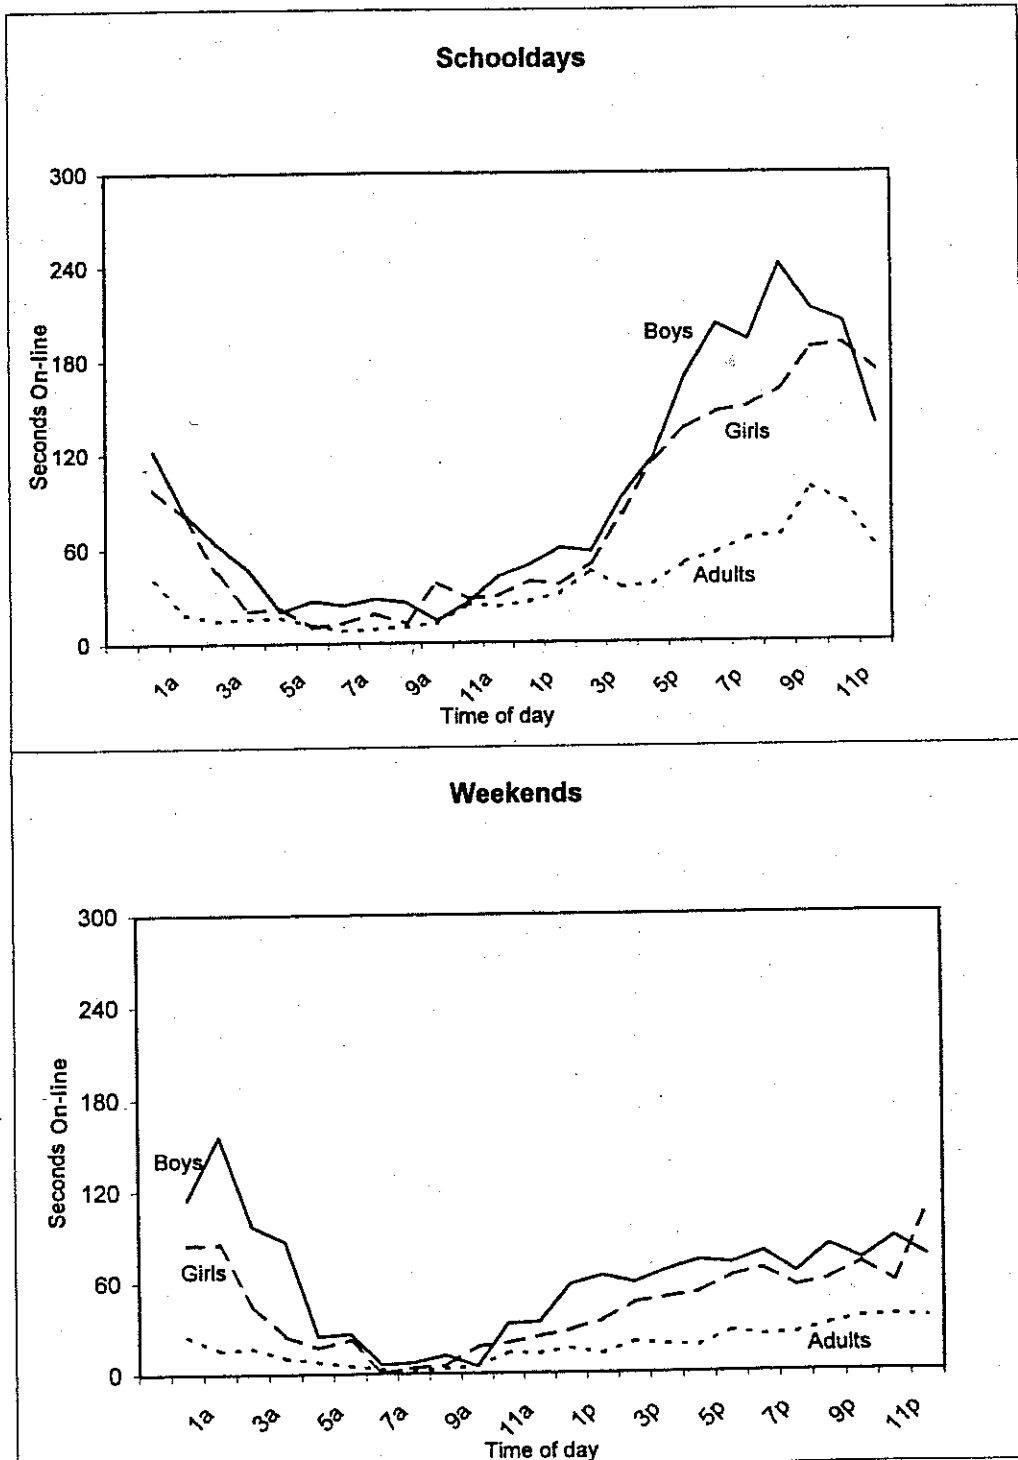 Schooldays
300
240
180
120
60
0
Seconds On-line
Boys
Girls
Adults
1a 3a 5a 7a 9a 11a 1p 3p 5p 7p 9p 11p
Time of day
Weekends
300
240
180
120
60
0
Seconds On-line
Boys
Girls
Adults
1a 3a 5a 7a 9a 11a 1p 3p 5p 7p 9p 11p
Time of day